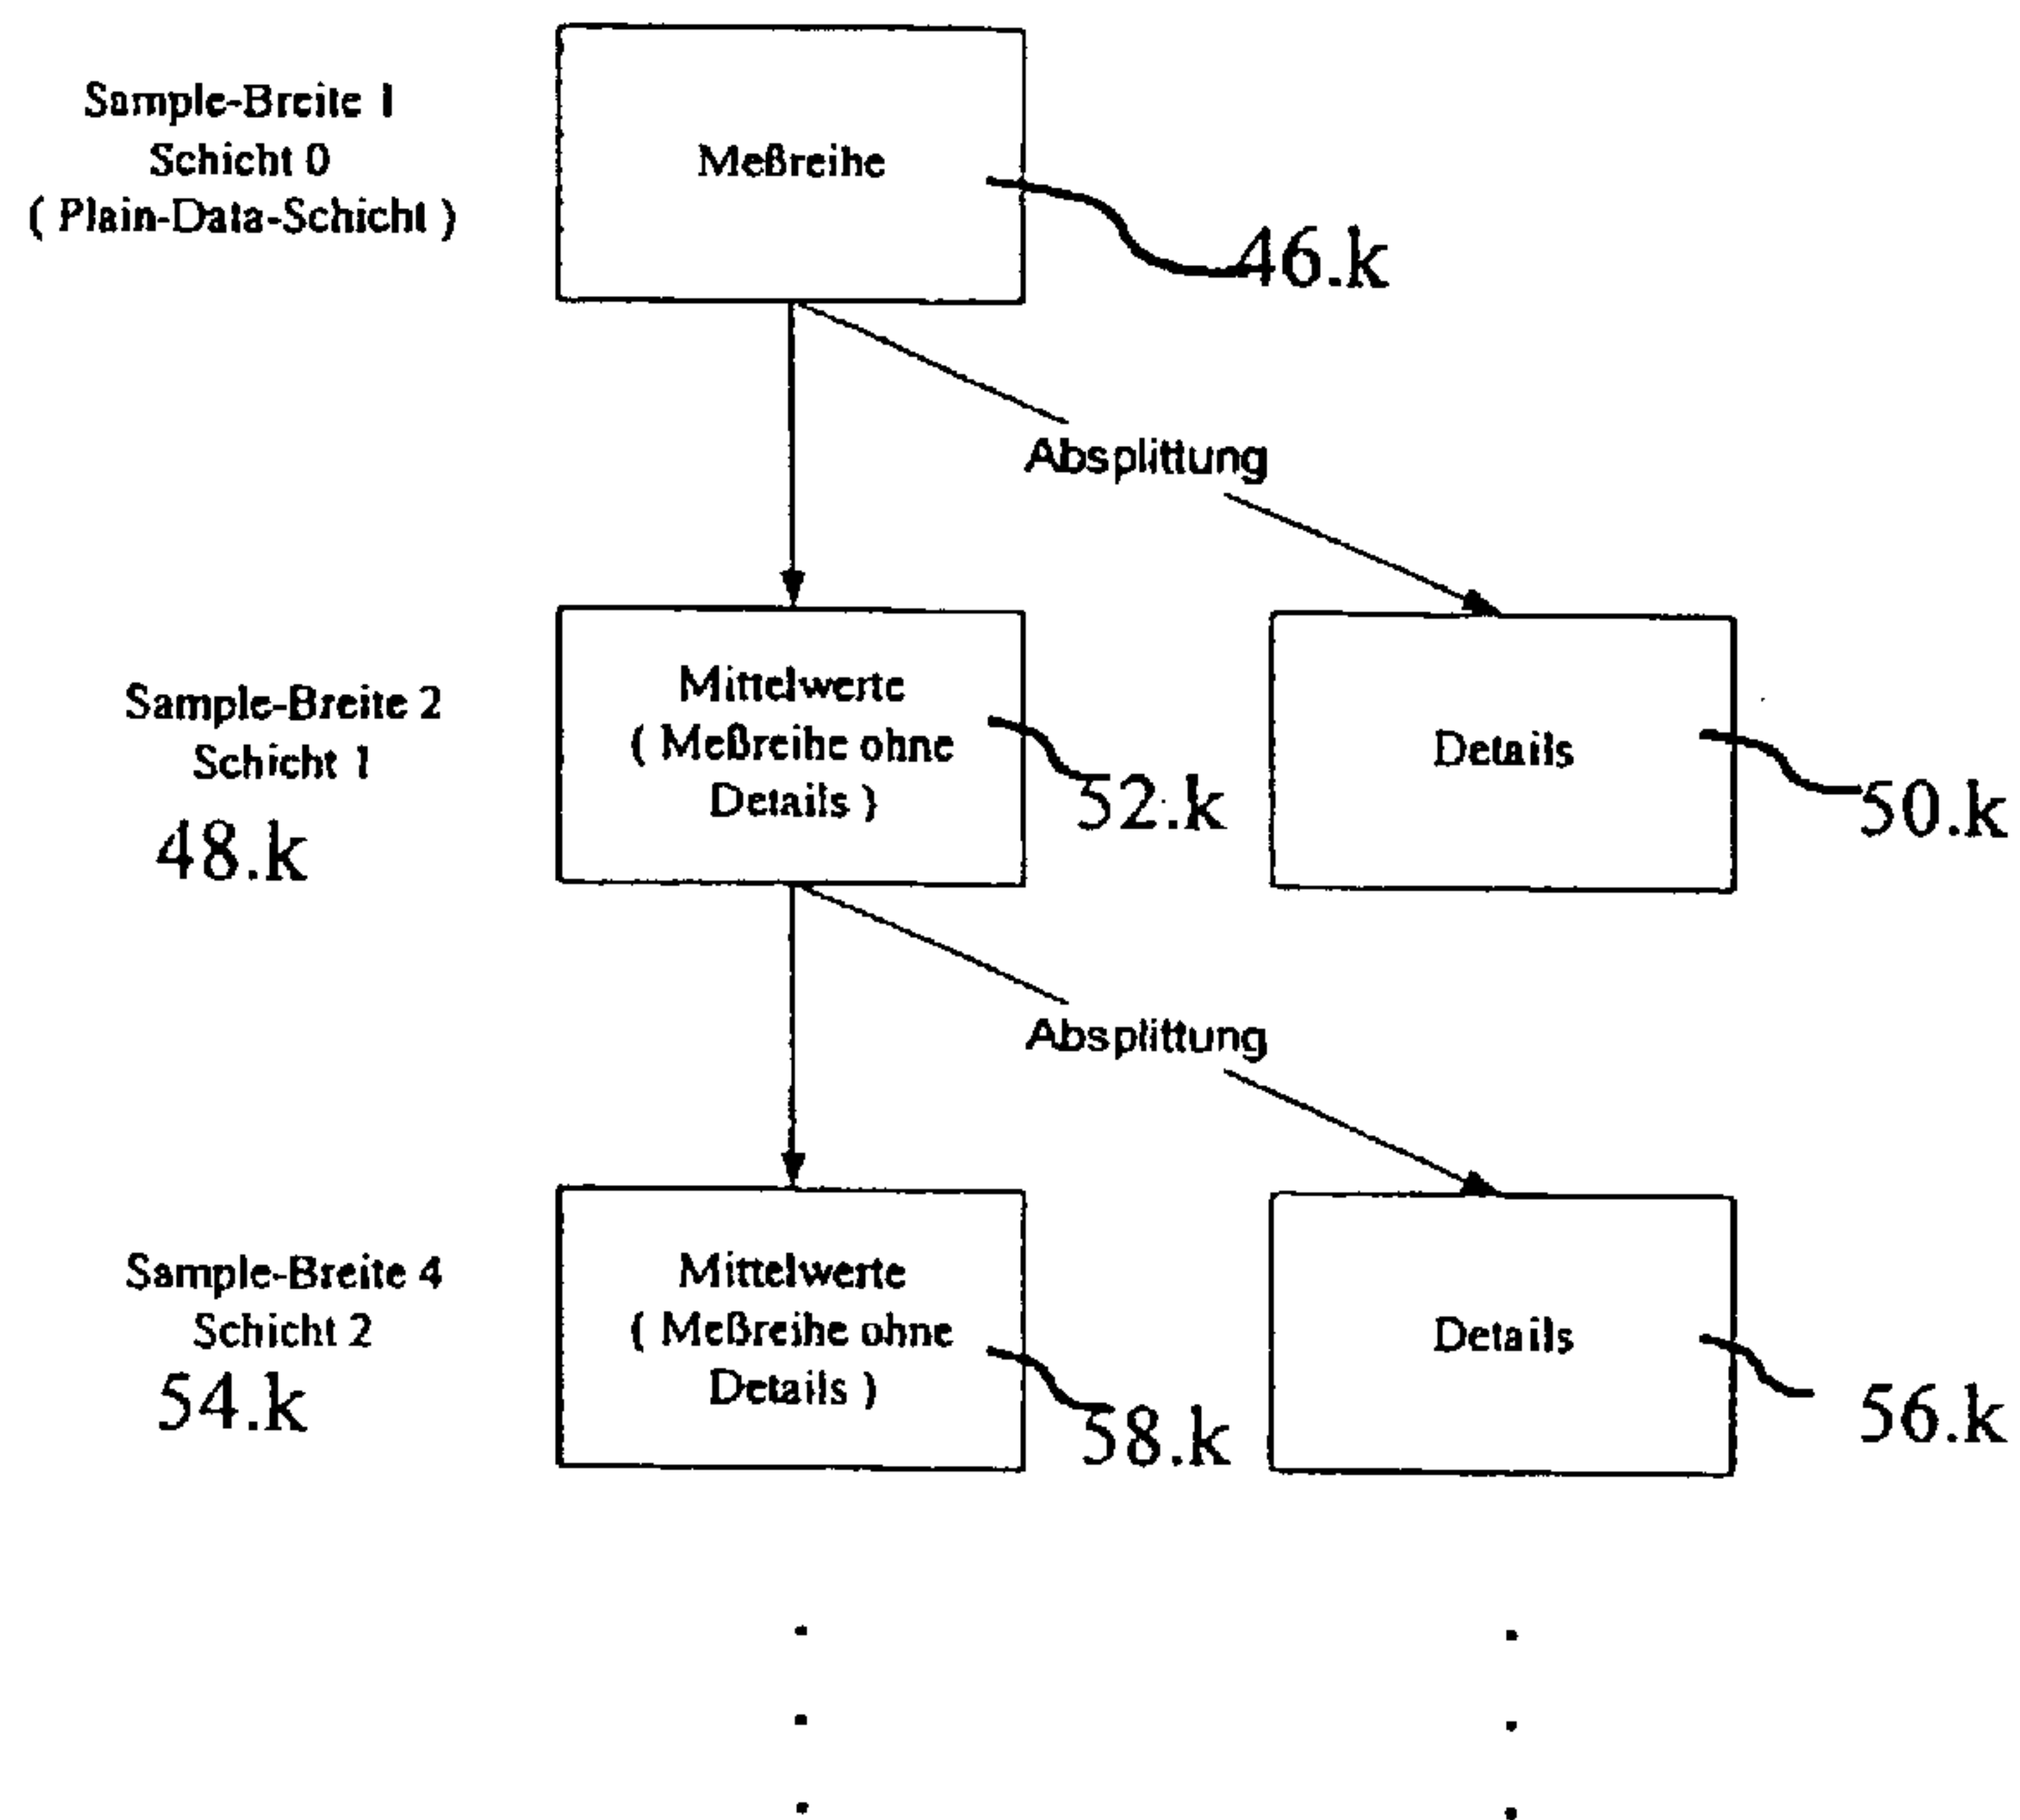 Sample-Breite 1
Schicht 0
( Plain-Data-Schicht )
Meßreihe
46.k
Absplittung
Sample-Breite 2
Schicht 1
48.k
Mittelwerte
( Meßreihe ohne
Details )
52.k
Details
50.k
Absplittung
Sample-Breite 4
Schicht 2
54.k
Mittelwerte
( Meßreihe ohne
Details )
58.k
Details
56.k